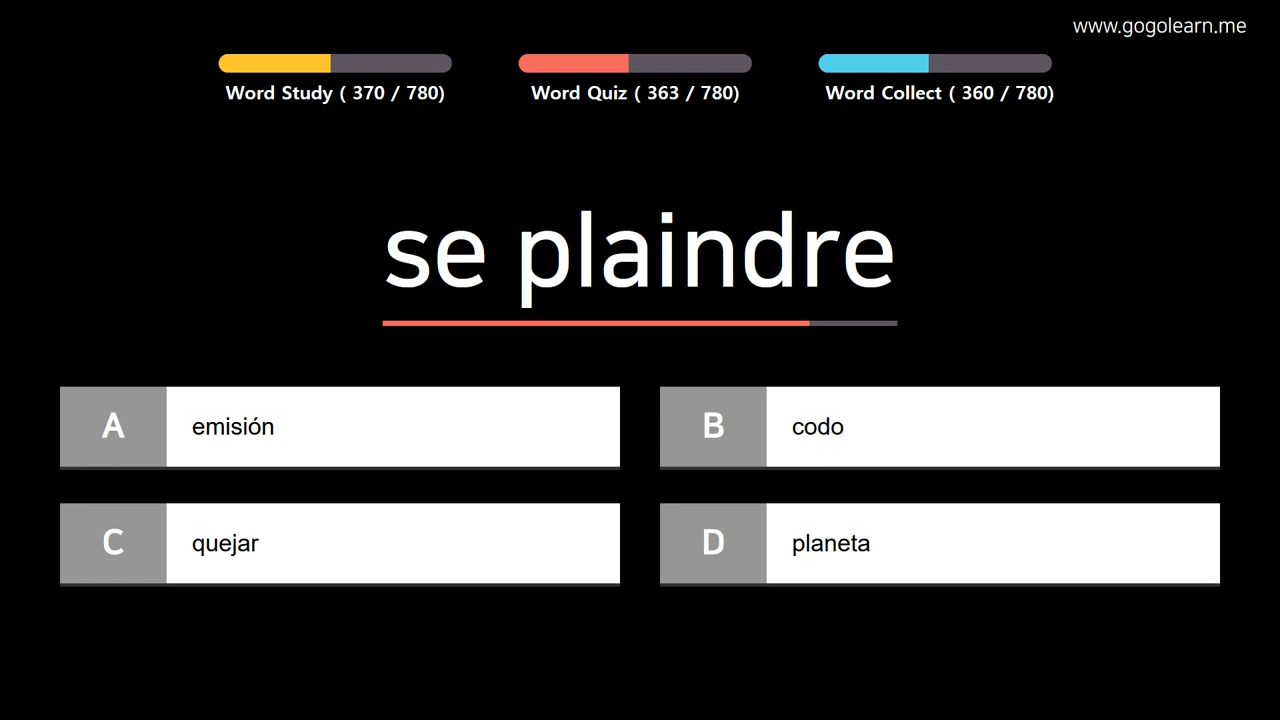 www.gogolearn.me
Word Study ( 370 / 780)
Word Quiz ( 363 / 780)
Word Collect ( 360 / 780)
se plaindre
A emisión
B codo
C quejar
D planeta